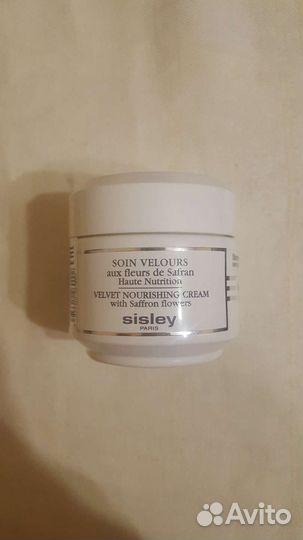 SOIN VELOURS
aux fleurs de Safran
Haute Nutrition
VELVET NOURISHING CREAM
with Saffron flowers
sisley
PARIS
Avito